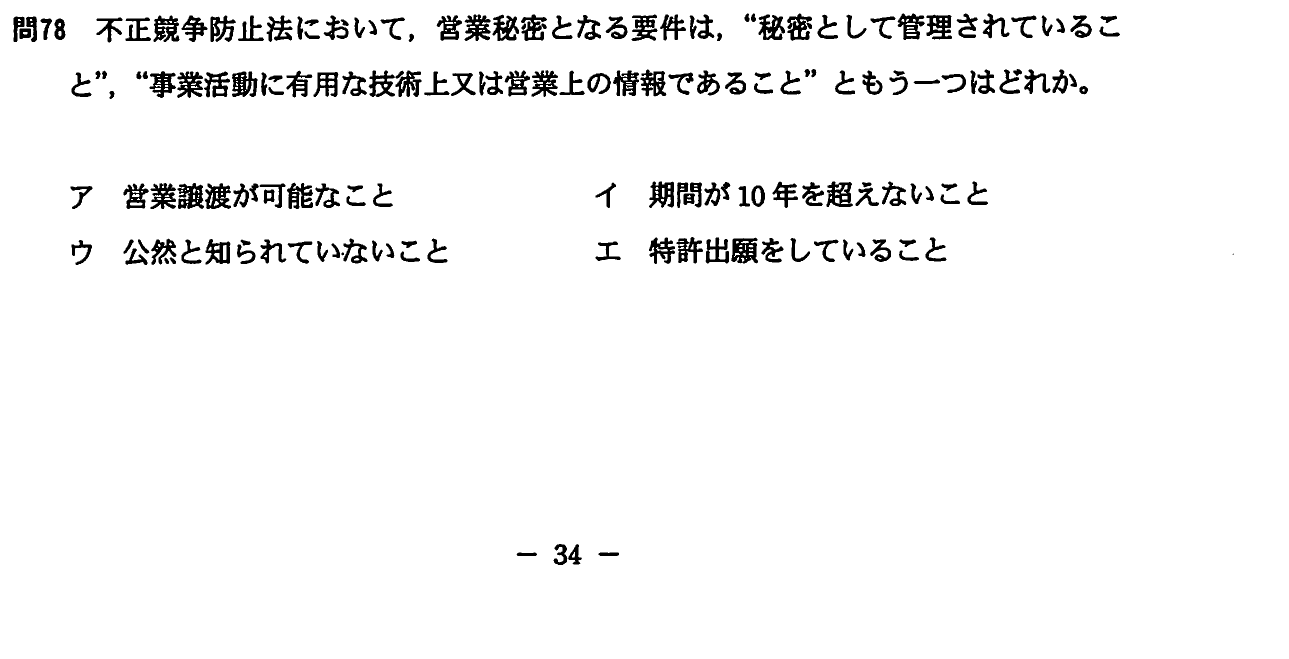 問78 不正競争防止法において，営業秘密となる要件は，“秘密として管理されているこ
と”，“事業活動に有用な技術上又は営業上の情報であること”ともう一つはどれか。
ア 営業譲渡が可能なこと イ 期間が 10 年を超えないこと
ウ 公然と知られていないこと エ 特許出願をしていること
－ 34 －